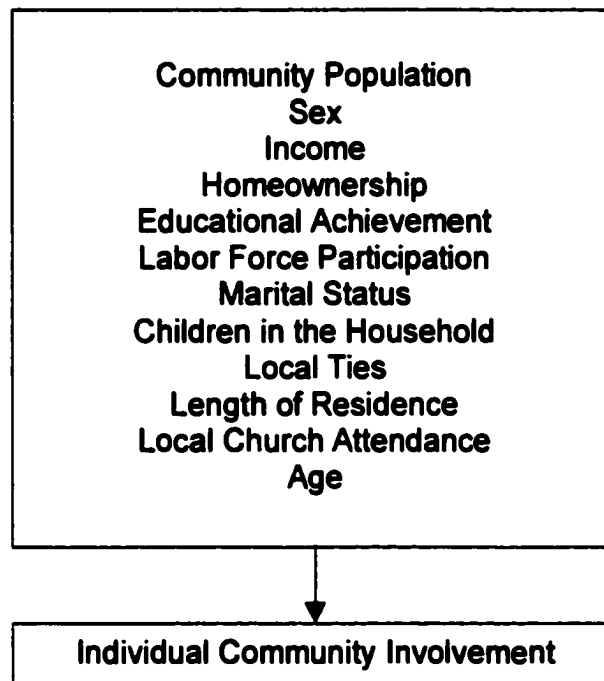 Community Population
Sex
Income
Homeownership
Educational Achievement
Labor Force Participation
Marital Status
Children in the Household
Local Ties
Length of Residence
Local Church Attendance
Age
Individual Community Involvement